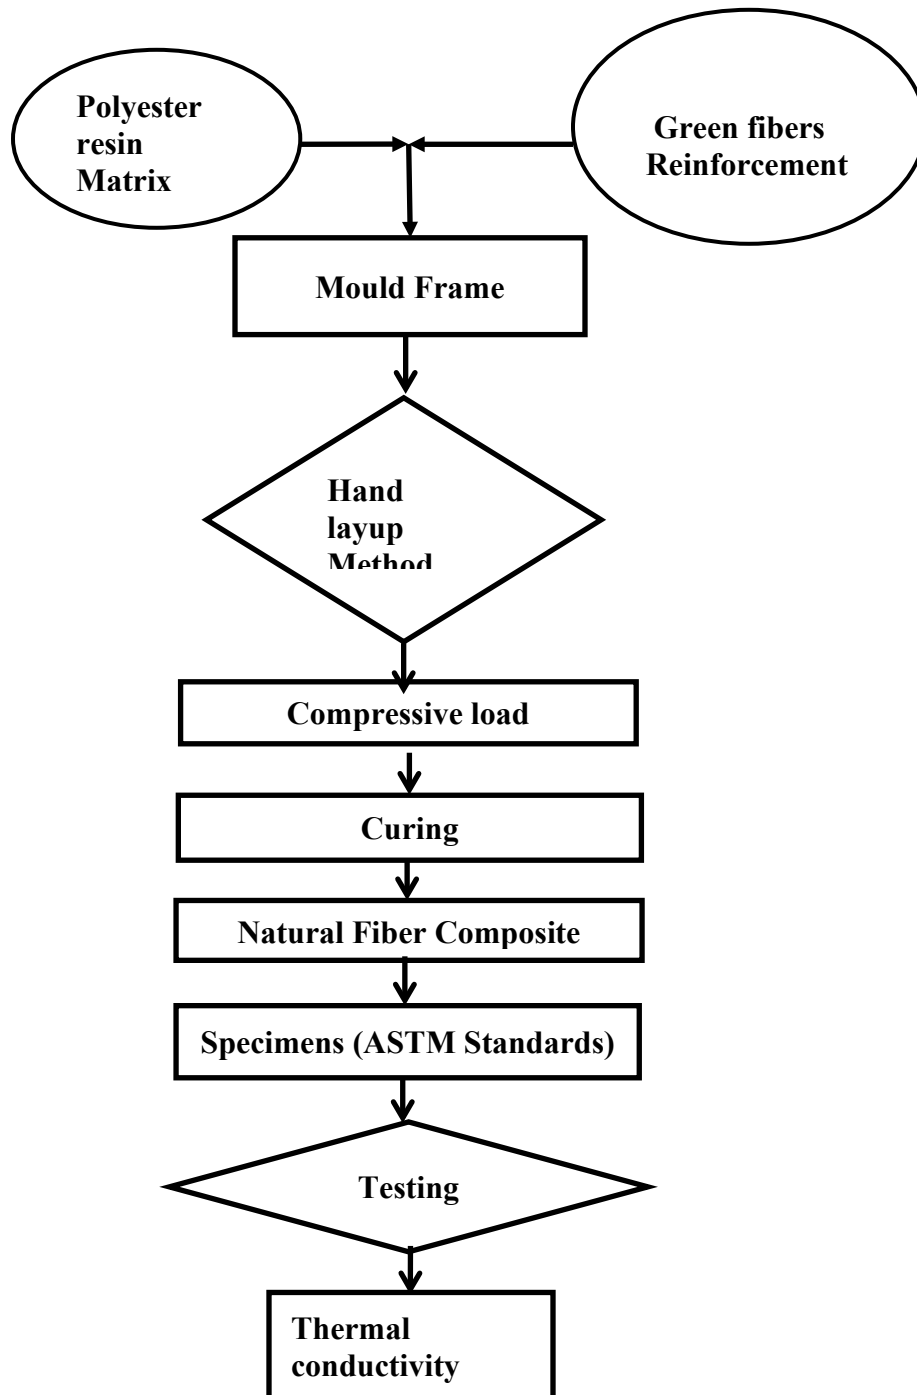 Polyester
resin
Matrix
Green fibers
Reinforcement
Mould Frame
Hand
layup
Method
Compressive load
Curing
Natural Fiber Composite
Specimens (ASTM Standards)
Testing
Thermal
conductivity